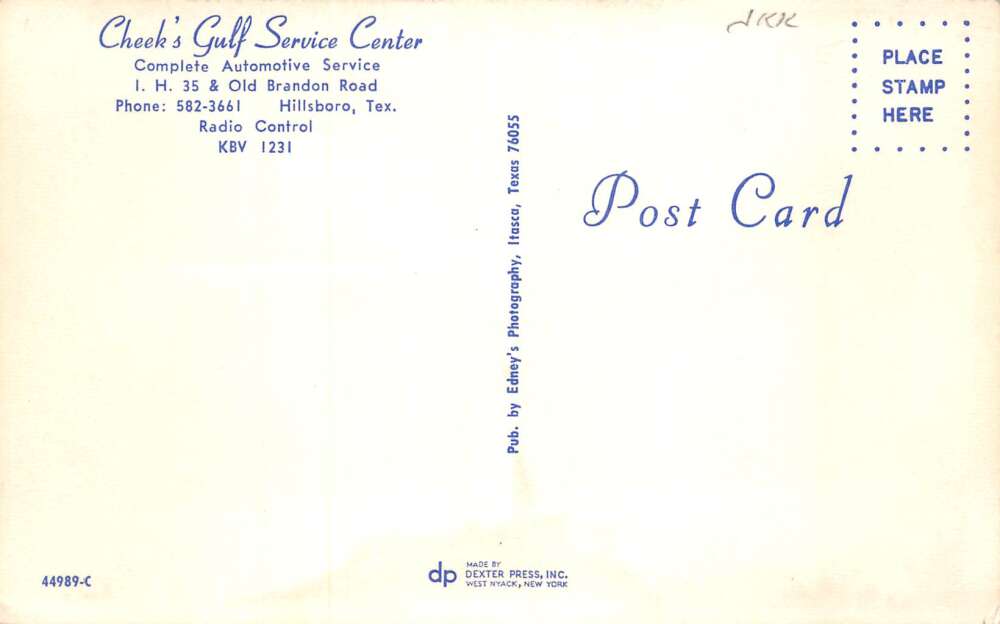 Cheek's Gulf Service Center
Complete Automotive Service
I. H. 35 & Old Brandon Road
Phone: 582-3661 Hillsboro, Tex.
Radio Control
KBV 1231
Pub. by Edney's Photography, Itasca, Texas 76055
PLACE
STAMP
HERE
Post Card
44989-C
dp
MADE BY
DEXTER PRESS, INC.
WEST NYACK, NEW YORK